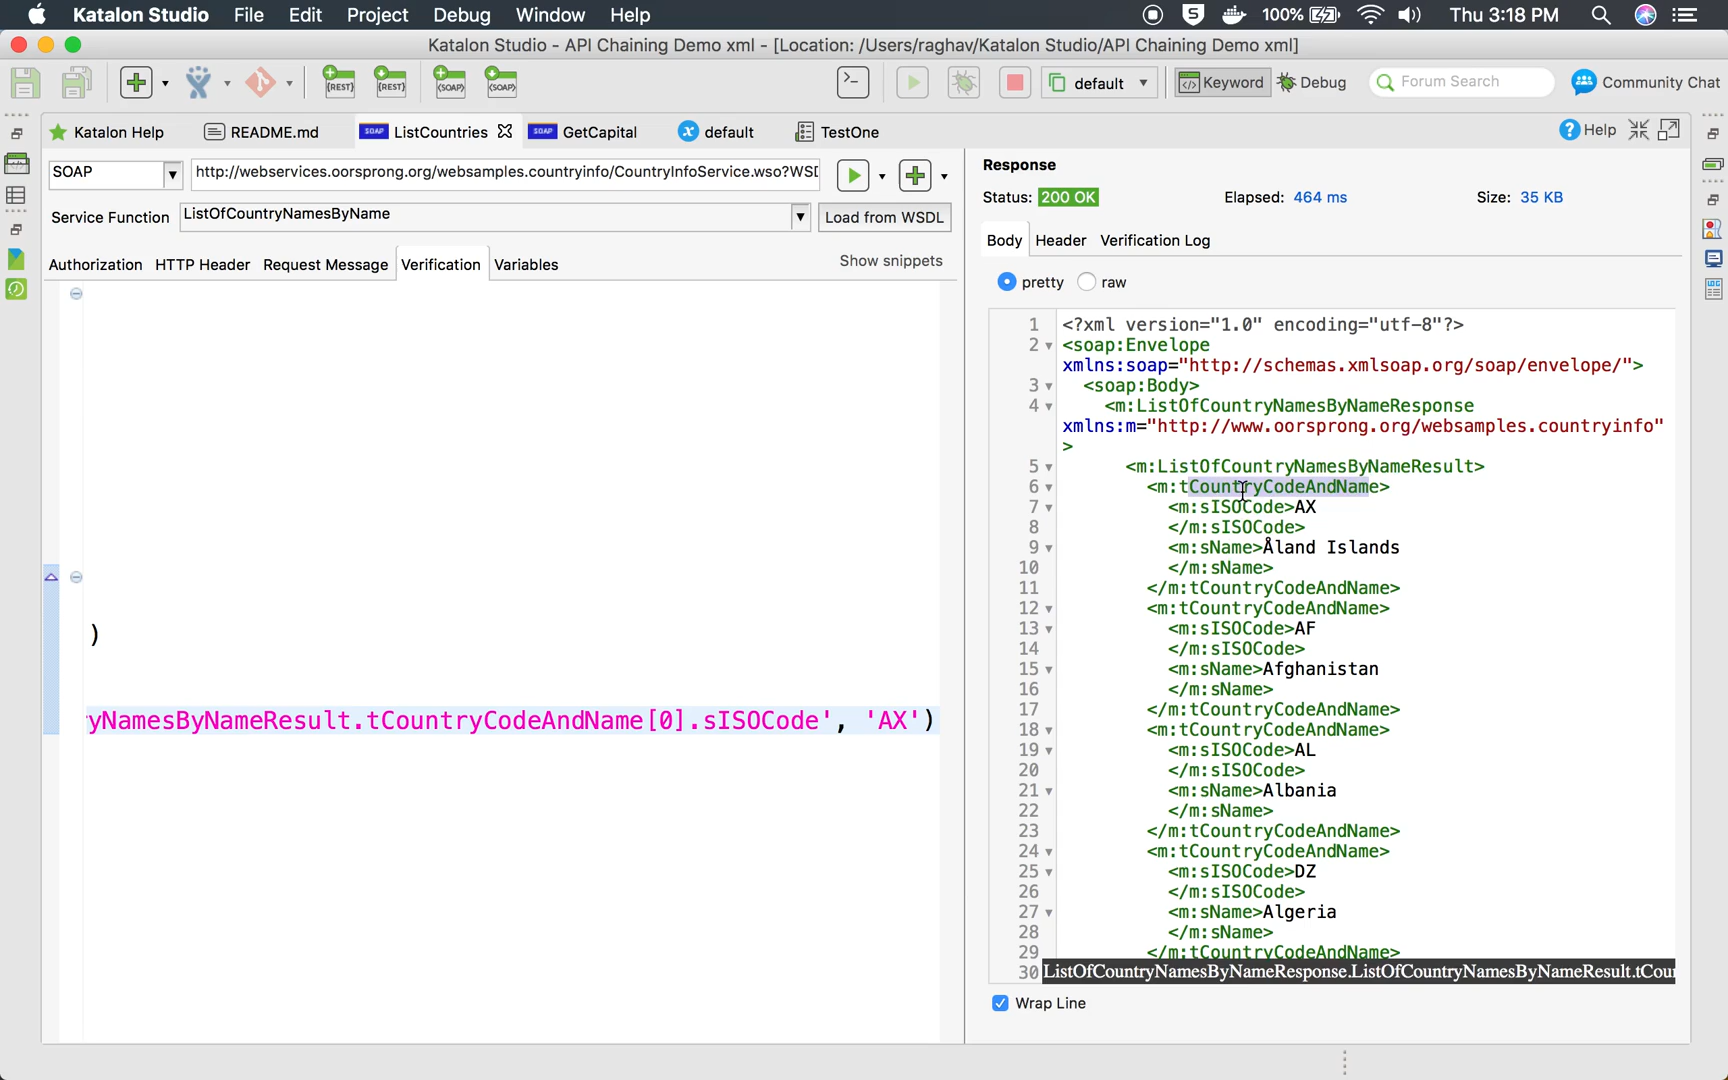 Katalon Studio File Edit Project Debug Window Help 100% Thu 3:18 PM
Katalon Studio - API Chaining Demo xml - [Location: /Users/raghav/Katalon Studio/API Chaining Demo xml]
{REST} {REST} {SOAP} {SOAP} default Keyword Debug Forum Search Community Chat
Katalon Help README.md SOAP ListCountries SOAP GetCapital default TestOne Help
SOAP http://webservices.oorsprong.org/websamples.countryinfo/CountryInfoService.wso?WSD
Service Function ListOfCountryNamesByName Load from WSDL
Authorization HTTP Header Request Message Verification Variables Show snippets
)
yNamesByNameResult.tCountryCodeAndName[0].sISOCode', 'AX')
Response
Status: 200 OK Elapsed: 464 ms Size: 35 KB
Body Header Verification Log
pretty raw
1 <?xml version="1.0" encoding="utf-8"?>
2 <soap:Envelope
xmlns:soap="http://schemas.xmlsoap.org/soap/envelope/">
3 <soap:Body>
4 <m:ListOfCountryNamesByNameResponse
xmlns:m="http://www.oorsprong.org/websamples.countryinfo"
>
5 <m:ListOfCountryNamesByNameResult>
6 <m:tCountryCodeAndName>
7 <m:sISOCode>AX
8 </m:sISOCode>
9 <m:sName>Åland Islands
10 </m:sName>
11 </m:tCountryCodeAndName>
12 <m:tCountryCodeAndName>
13 <m:sISOCode>AF
14 </m:sISOCode>
15 <m:sName>Afghanistan
16 </m:sName>
17 </m:tCountryCodeAndName>
18 <m:tCountryCodeAndName>
19 <m:sISOCode>AL
20 </m:sISOCode>
21 <m:sName>Albania
22 </m:sName>
23 </m:tCountryCodeAndName>
24 <m:tCountryCodeAndName>
25 <m:sISOCode>DZ
26 </m:sISOCode>
27 <m:sName>Algeria
28 </m:sName>
29 </m:tCountryCodeAndName>
30 ListOfCountryNamesByNameResponse.ListOfCountryNamesByNameResult.tCou
Wrap Line